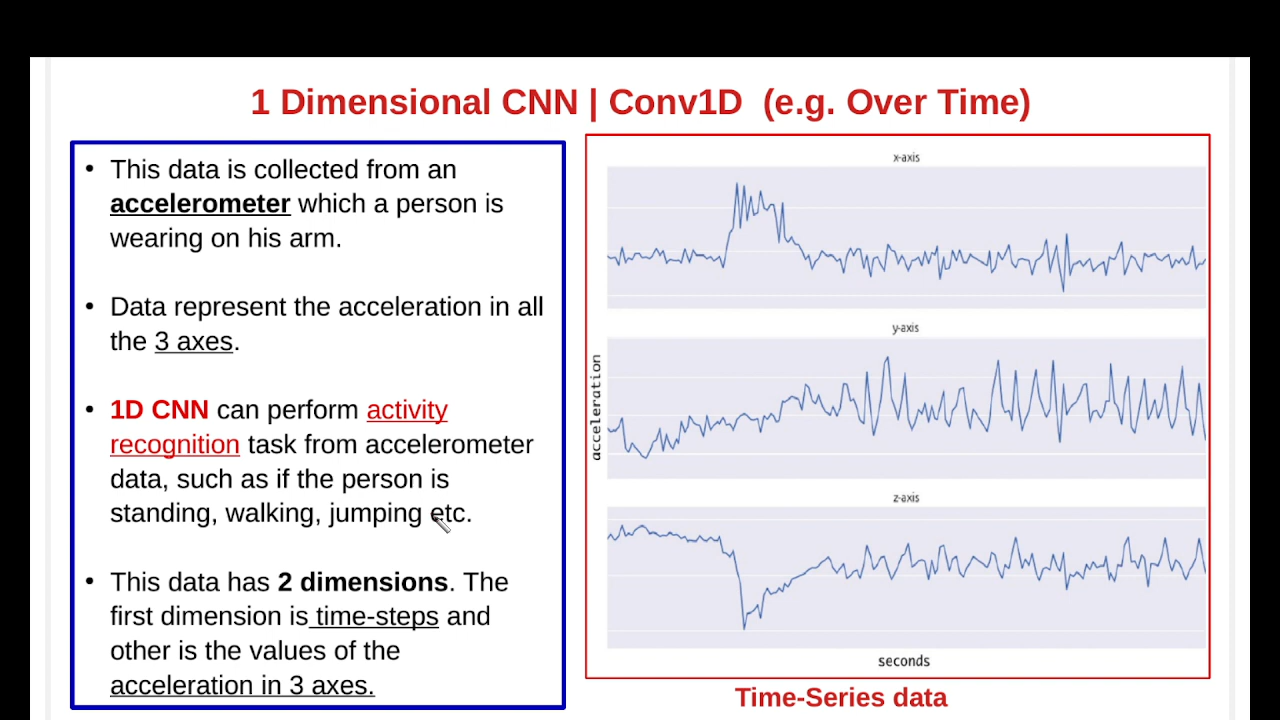 1 Dimensional CNN | Conv1D (e.g. Over Time)
• This data is collected from an
accelerometer which a person is
wearing on his arm.
• Data represent the acceleration in all
the 3 axes.
• 1D CNN can perform activity
recognition task from accelerometer
data, such as if the person is
standing, walking, jumping etc.
• This data has 2 dimensions. The
first dimension is time-steps and
other is the values of the
acceleration in 3 axes.
x-axis
y-axis
acceleration
z-axis
seconds
Time-Series data